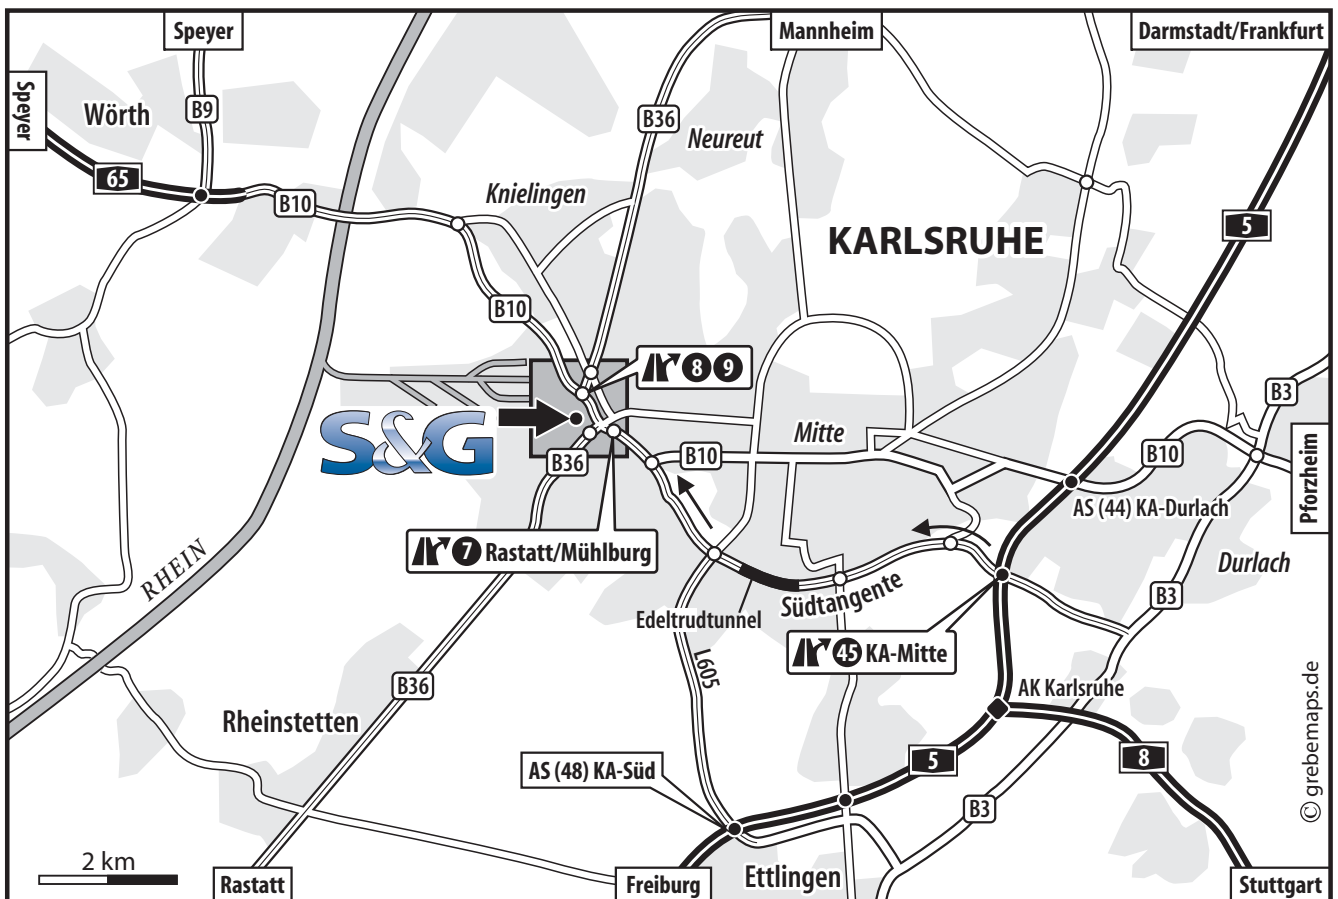 Speyer
Mannheim
Darmstadt/Frankfurt
Speyer
Wörth
B9
B36
Neureut
65
Knielingen
B10
KARLSRUHE
5
B10
8 9
B3
S&G
Mitte
B36
B10
B10
Pforzheim
AS (44) KA-Durlach
7 Rastatt/Mühlburg
RHEIN
Durlach
Edeltrudtunnel
Südtangente
B3
45 KA-Mitte
L605
B36
AK Karlsruhe
Rheinstetten
AS (48) KA-Süd
5
8
B3
© grebemaps.de
2 km
Rastatt
Freiburg
Ettlingen
Stuttgart